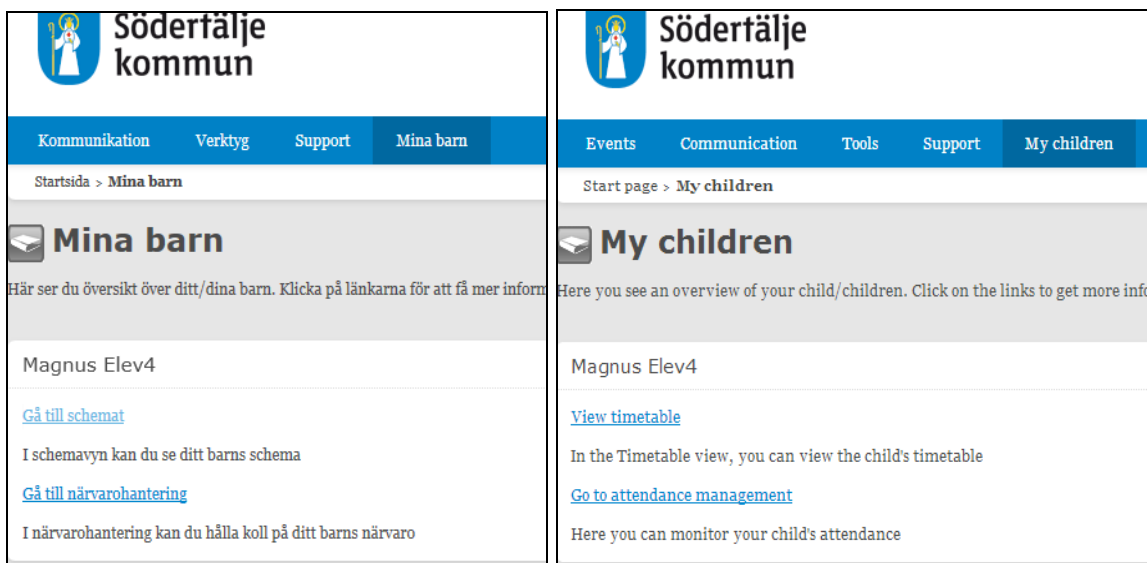 Södertälje
kommun
Kommunikation Verktyg Support Mina barn
Startsida > Mina barn
Mina barn
Här ser du översikt över ditt/dina barn. Klicka på länkarna för att få mer inform
Magnus Elev4
Gå till schemat
I schemavyn kan du se ditt barns schema
Gå till närvarohantering
I närvarohantering kan du hålla koll på ditt barns närvaro
Södertälje
kommun
Events Communication Tools Support My children
Start page > My children
My children
Here you see an overview of your child/children. Click on the links to get more info
Magnus Elev4
View timetable
In the Timetable view, you can view the child's timetable
Go to attendance management
Here you can monitor your child's attendance